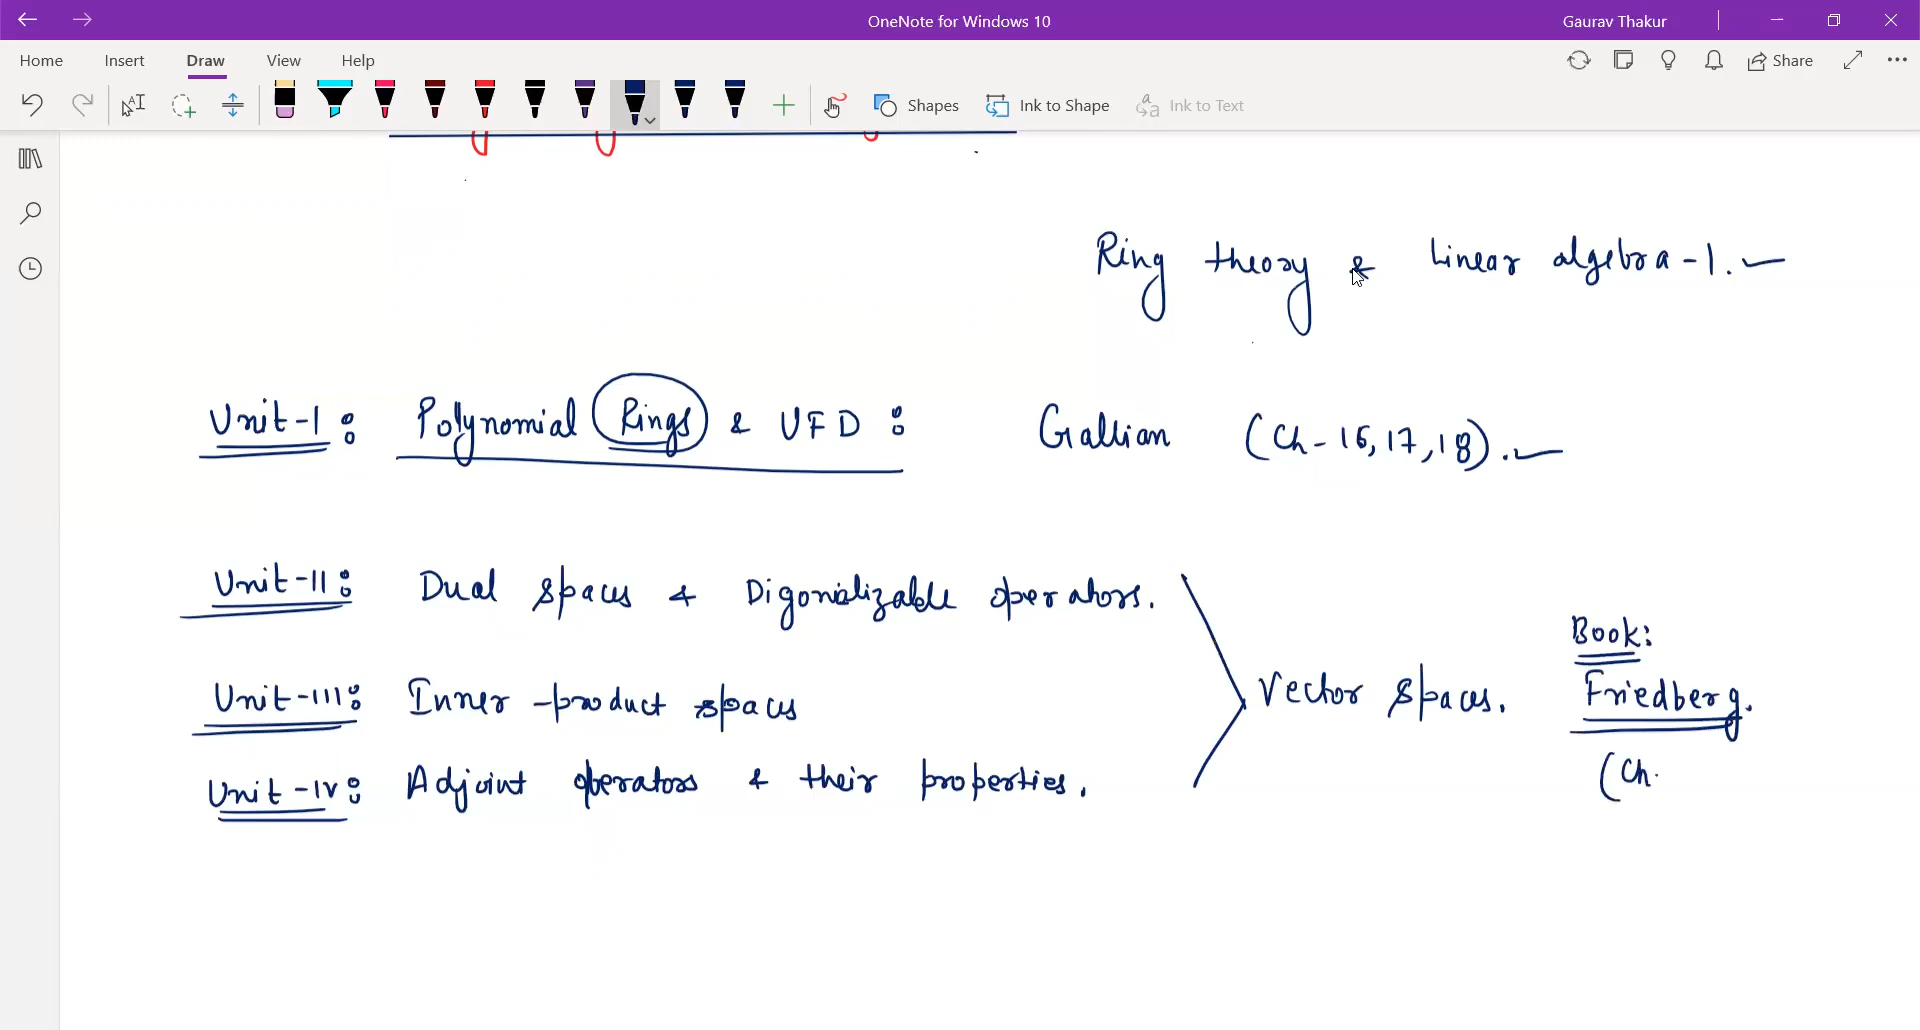 OneNote for Windows 10
Gaurav Thakur
Home Insert Draw View Help
Share
Shapes Ink to Shape Ink to Text
Ring theory & Linear algebra-1.
Unit-I: Polynomial Rings & UFD: Gallian (Ch-16,17,18).
Unit-II: Dual spaces & Digonalizable operators.
Book:
Unit-III: Inner-product spaces
Vector spaces. Friedberg.
Unit-IV: Adjoint operators & their properties.
(Ch.